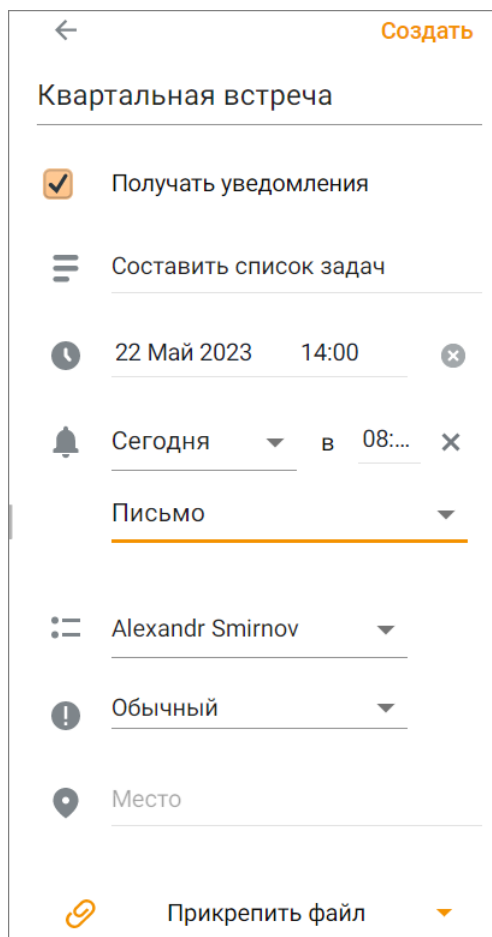 Создать
Квартальная встреча
Получать уведомления
Составить список задач
22 Май 2023 14:00
Сегодня в 08:...
Письмо
Alexandr Smirnov
Обычный
Место
Прикрепить файл